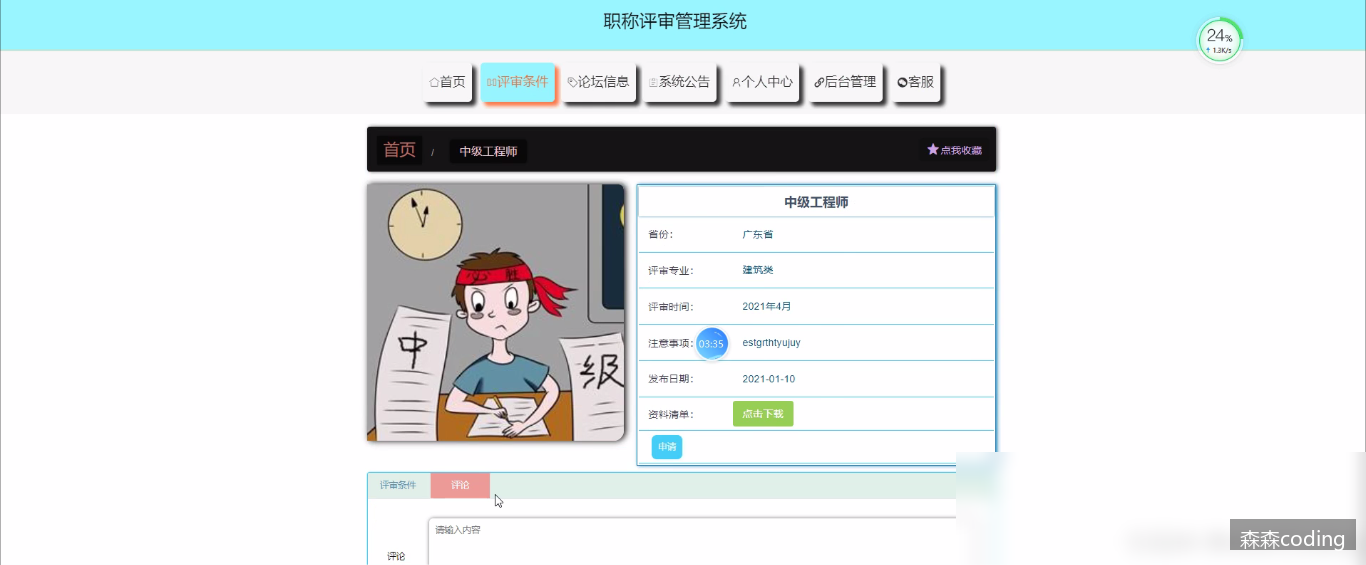 职称评审管理系统
24%
↑ 1.3K/s
首页
评审条件
论坛信息
系统公告
个人中心
后台管理
客服
首页 / 中级工程师
点我收藏
中 级
中级工程师
省份: 广东省
评审专业: 建筑类
评审时间: 2021年4月
注意事项: estgrthtyujuy
03:35
发布日期: 2021-01-10
资料清单: 点击下载
申请
评审条件 评论
请输入内容
评论
森森coding